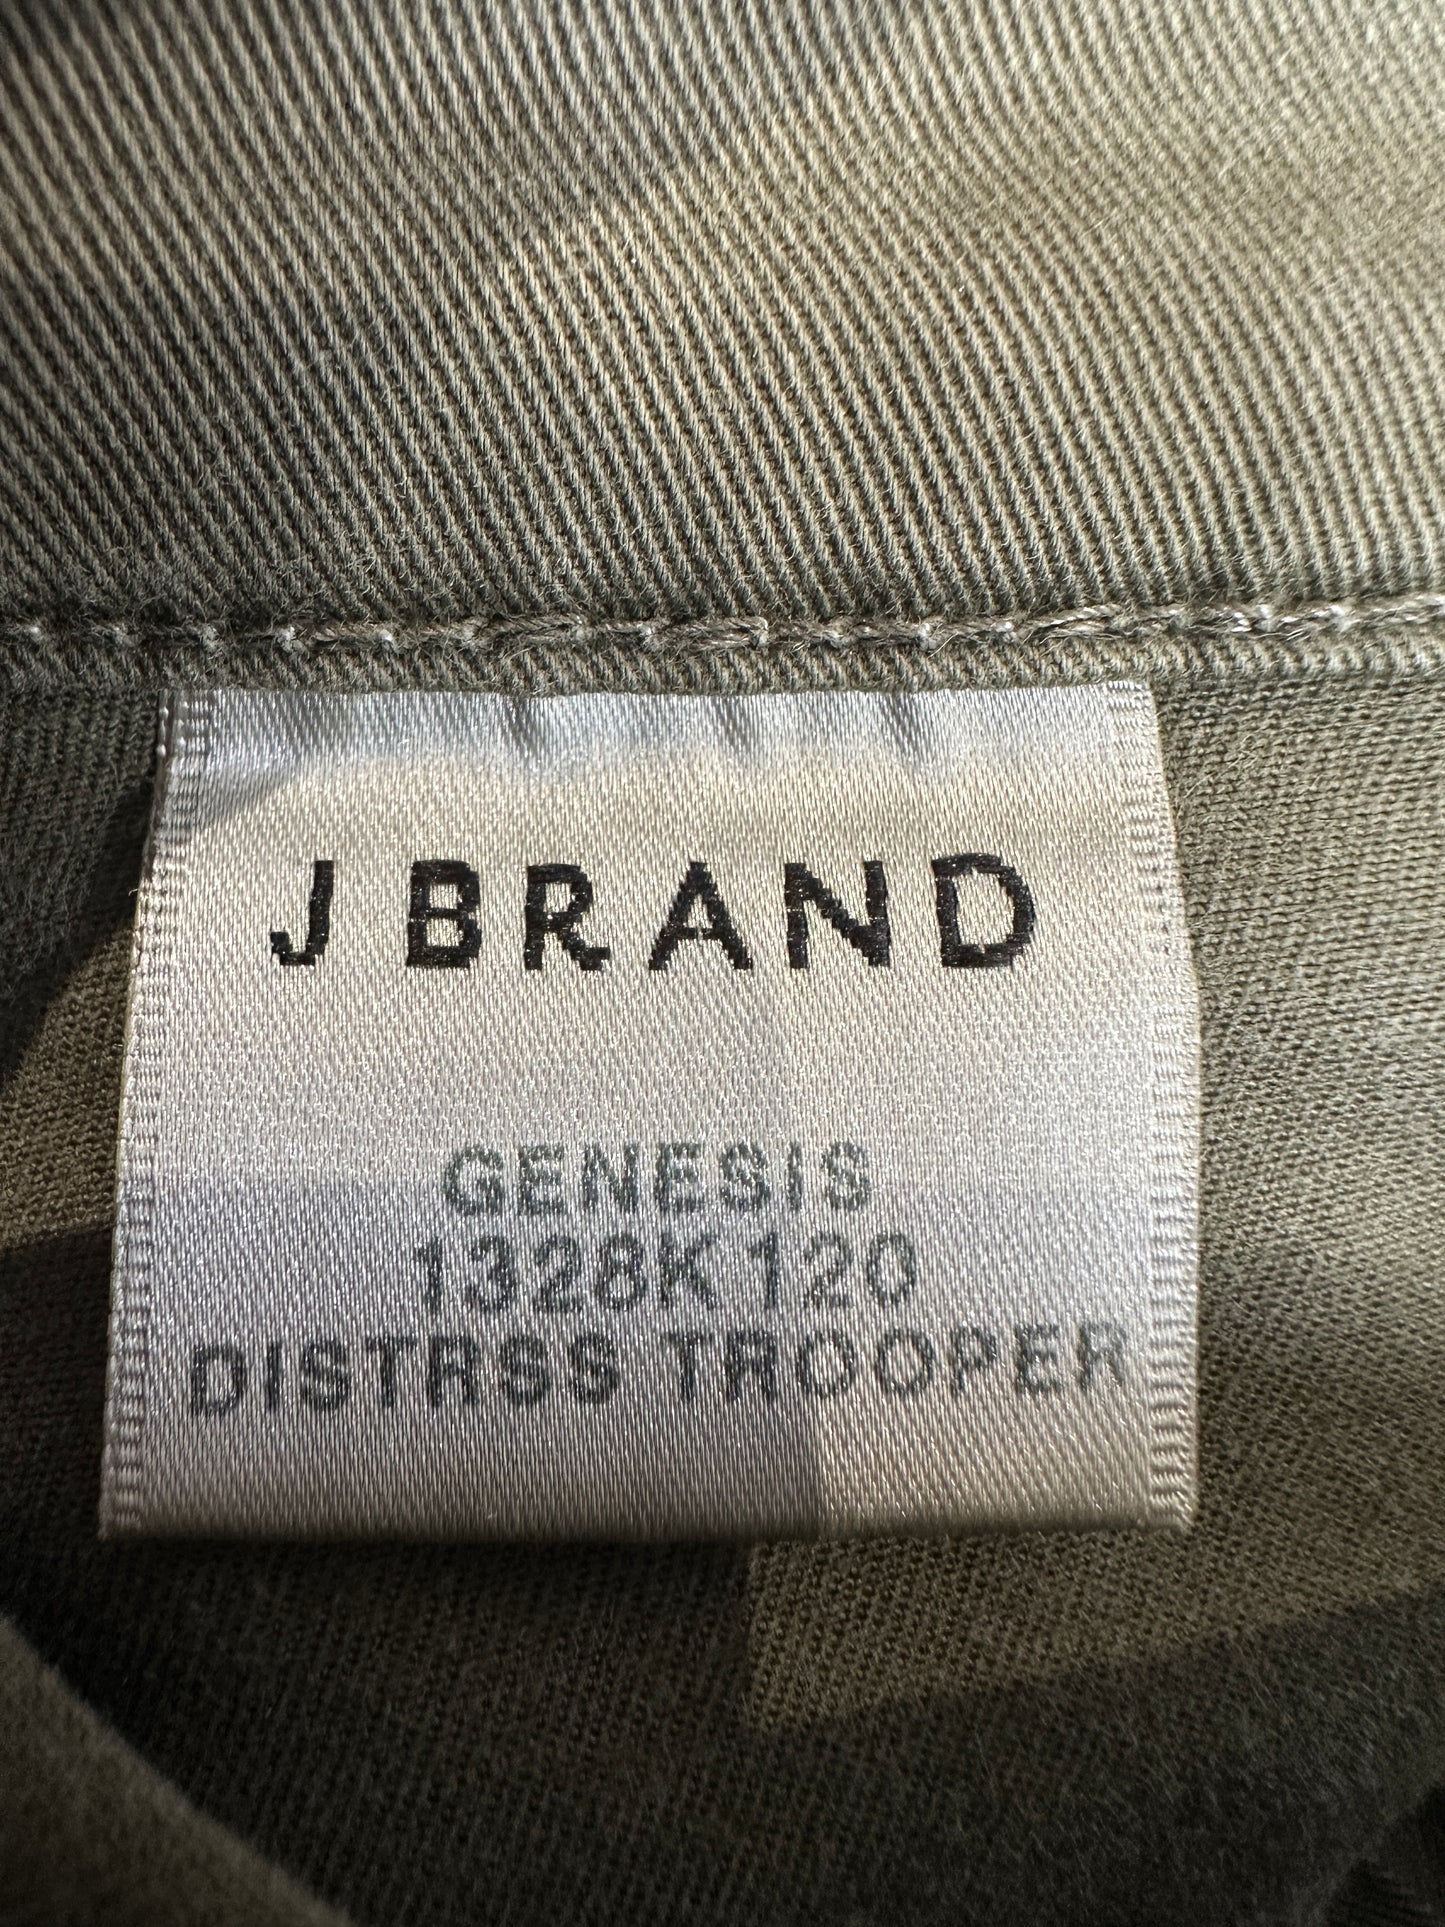 J BRAND
GENESIS
1328K120
DISTRSS TROOPER